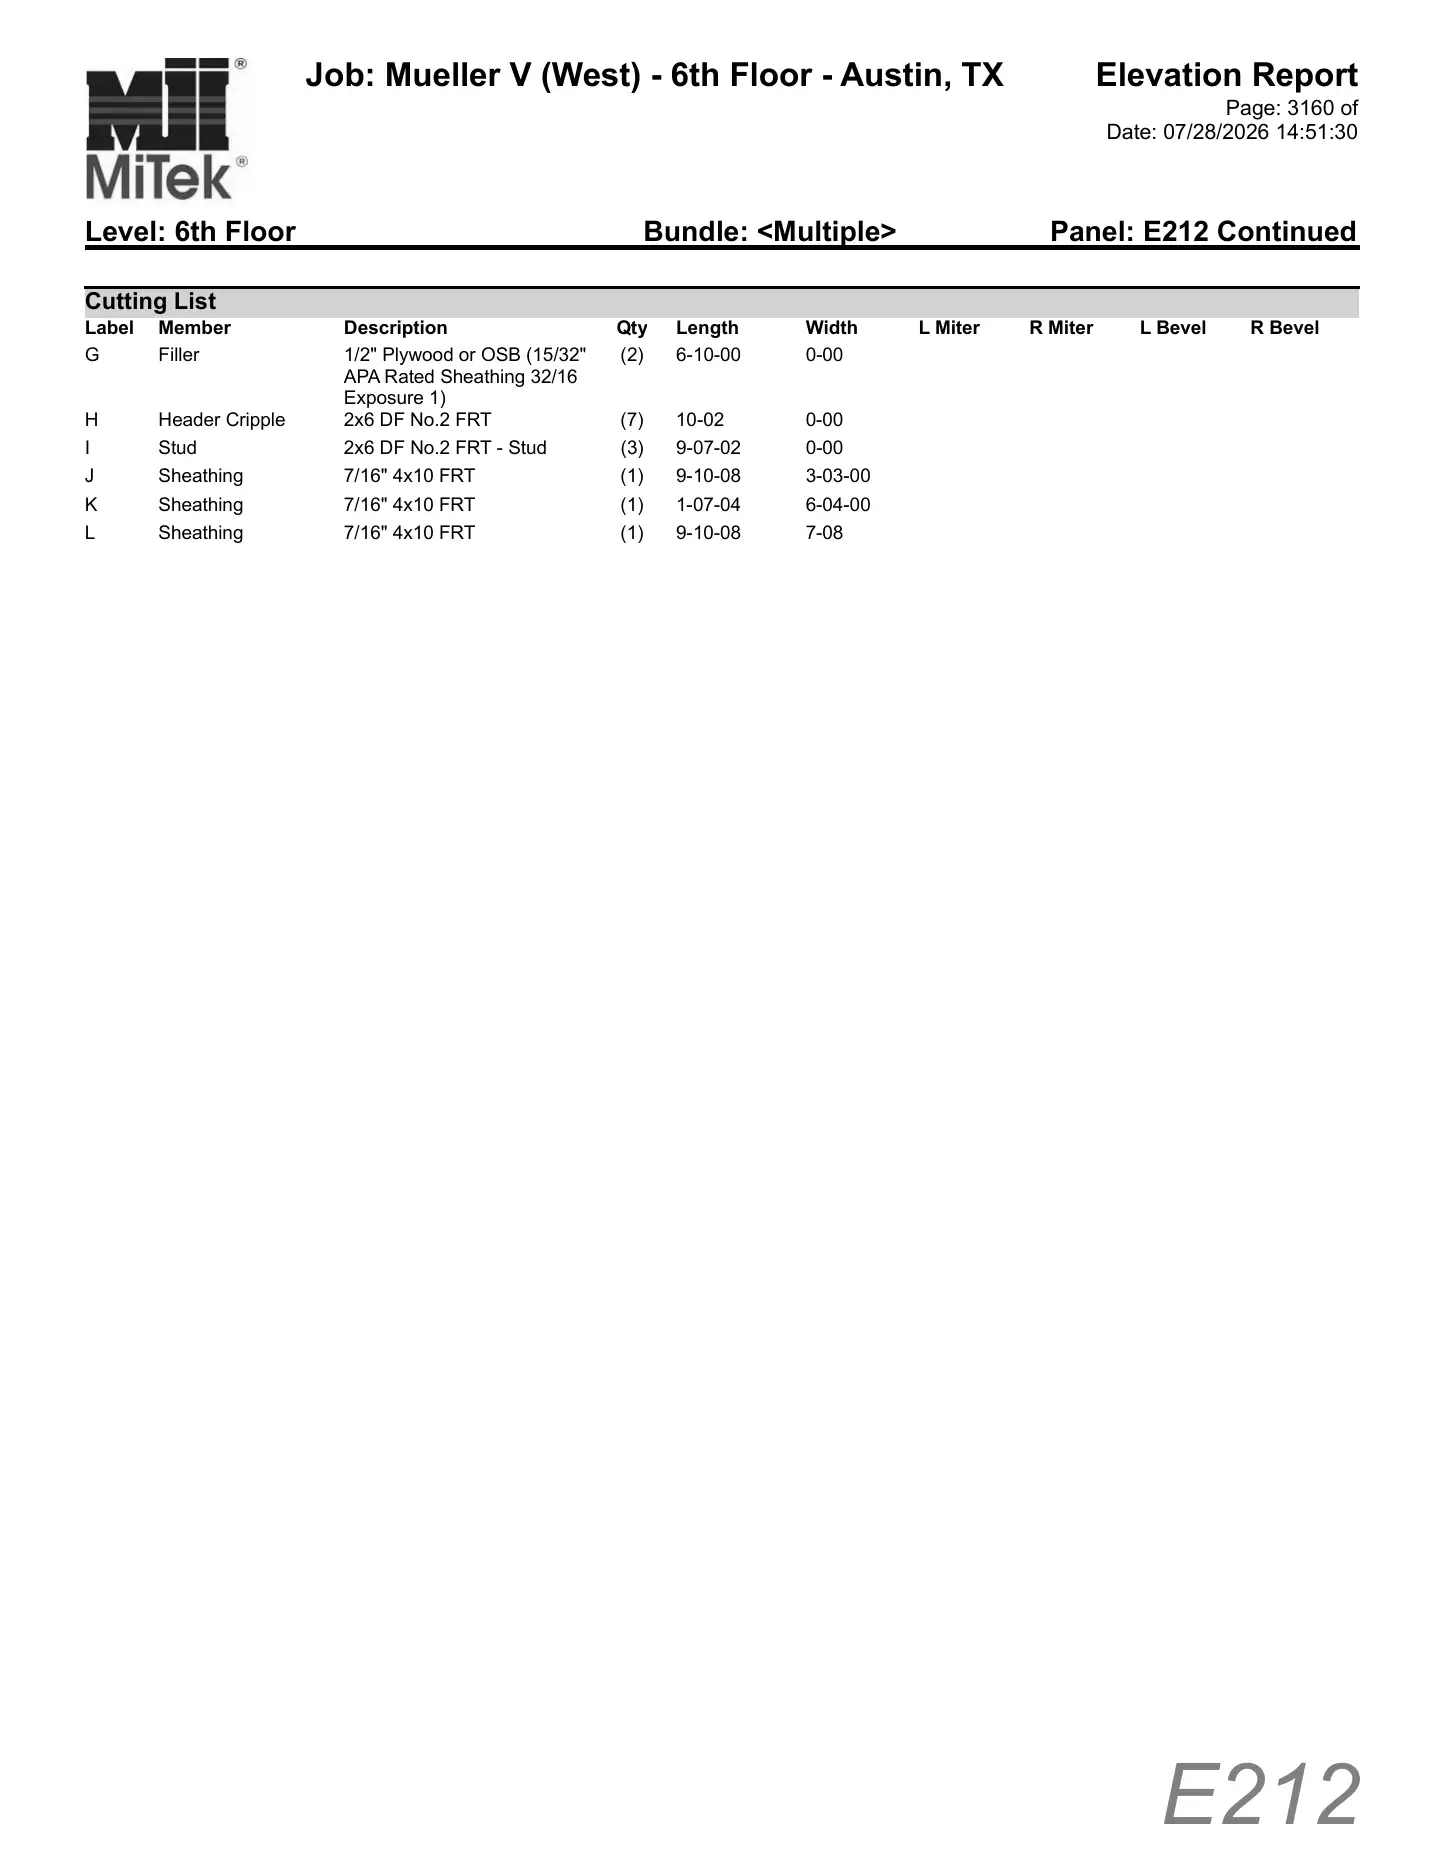 Job: Mueller V (West) - 6th Floor - Austin, TX
Elevation Report
Page: 3160 of
Date: 07/28/2026 14:51:30
MiTek®
Level: 6th Floor Bundle: <Multiple> Panel: E212 Continued
Cutting List
Label Member Description Qty Length Width L Miter R Miter L Bevel R Bevel
G Filler 1/2" Plywood or OSB (15/32" (2) 6-10-00 0-00
APA Rated Sheathing 32/16
Exposure 1)
H Header Cripple 2x6 DF No.2 FRT (7) 10-02 0-00
I Stud 2x6 DF No.2 FRT - Stud (3) 9-07-02 0-00
J Sheathing 7/16" 4x10 FRT (1) 9-10-08 3-03-00
K Sheathing 7/16" 4x10 FRT (1) 1-07-04 6-04-00
L Sheathing 7/16" 4x10 FRT (1) 9-10-08 7-08
E212